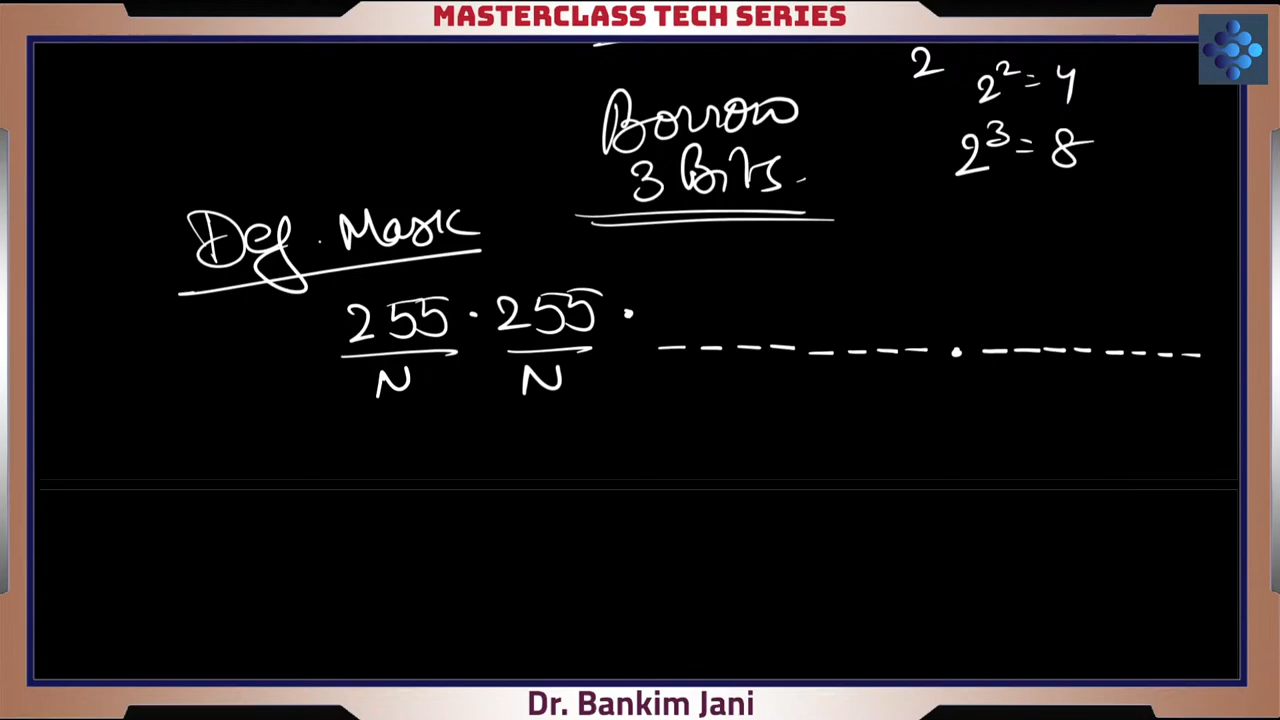 MASTERCLASS TECH SERIES
2 2² = 4
Borrow
2³ = 8
3 Bits.
Def. Mask
255 . 255 . _ _ _ _ _ _ _ _ . _ _ _ _ _ _ _ _
N N
Dr. Bankim Jani